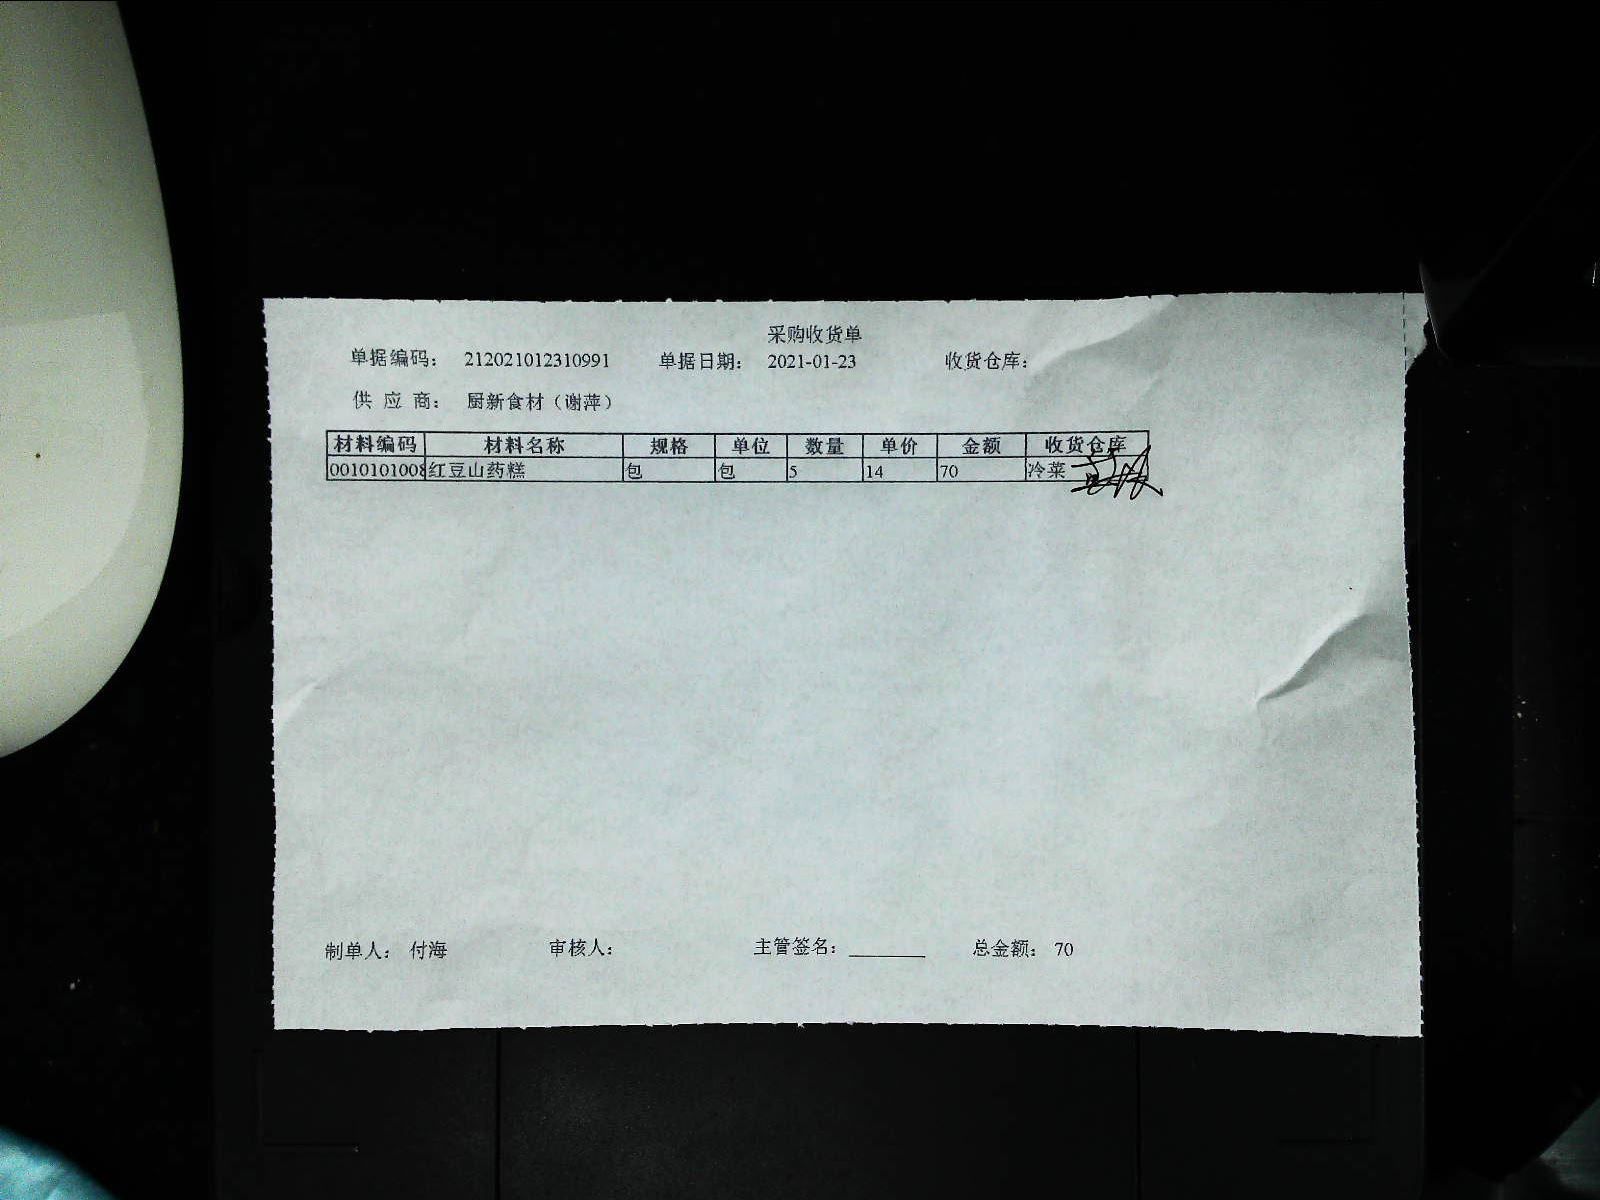 采购收货单
单据编码： 212021012310991 单据日期： 2021-01-23 收货仓库：
供 应 商： 厨新食材（谢萍）
材料编码 材料名称 规格 单位 数量 单价 金额 收货仓库
0010101008 红豆山药糕 包 包 5 14 70 冷菜
制单人： 付海 审核人： 主管签名：________ 总金额： 70